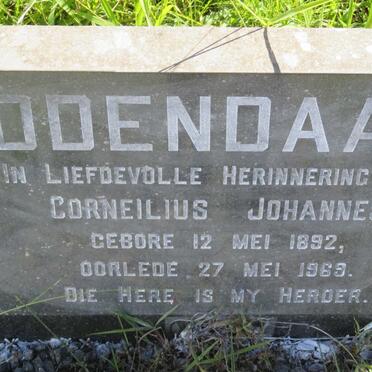 ODENDAA
IN LIEFDEVOLLE HERINNERING
CORNEILIUS JOHANNES
GEBORE 12 MEI 1892,
OORLEDE 27 MEI 1969.
DIE HERE IS MY HERDER.